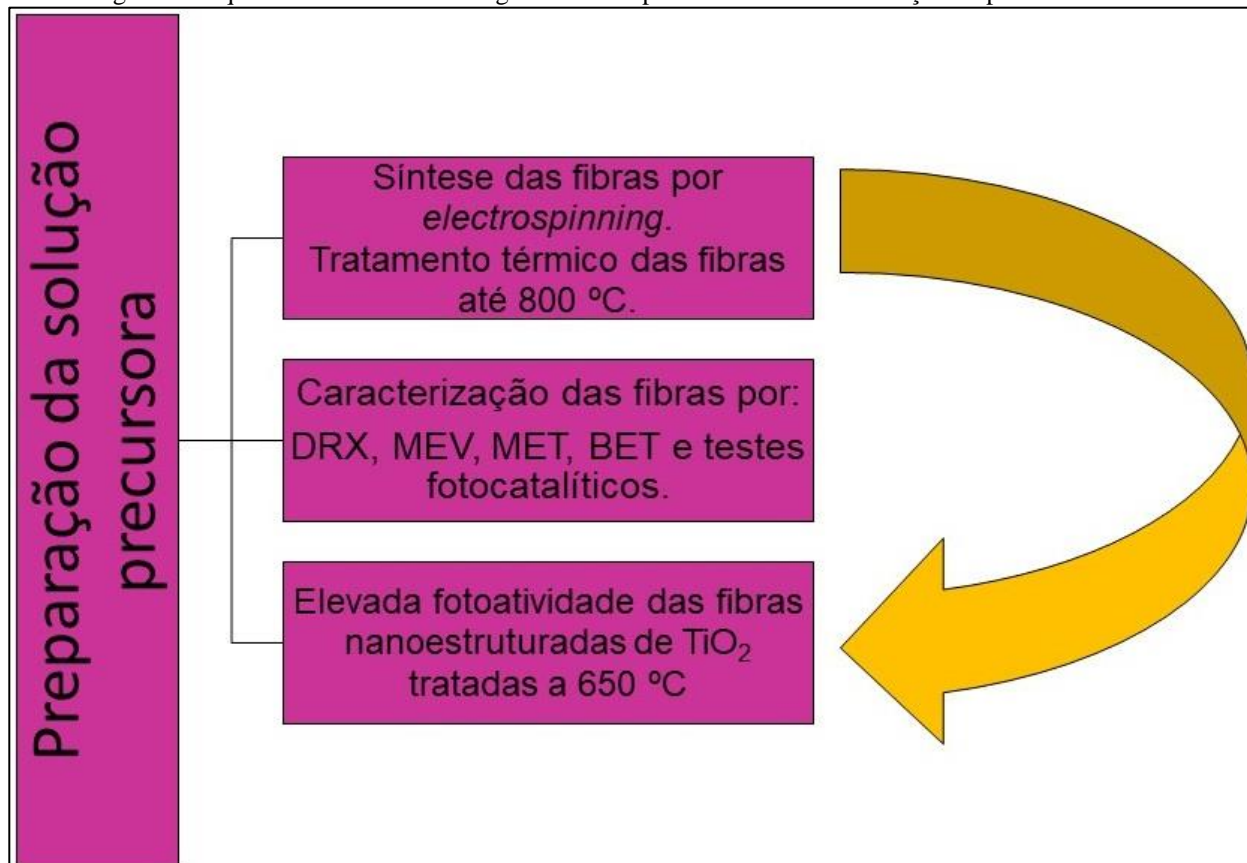 Preparação da solução
precursora
Síntese das fibras por
electrospinning.
Tratamento térmico das fibras
até 800 ºC.
Caracterização das fibras por:
DRX, MEV, MET, BET e testes
fotocatalíticos.
Elevada fotoatividade das fibras
nanoestruturadas de TiO₂
tratadas a 650 ºC